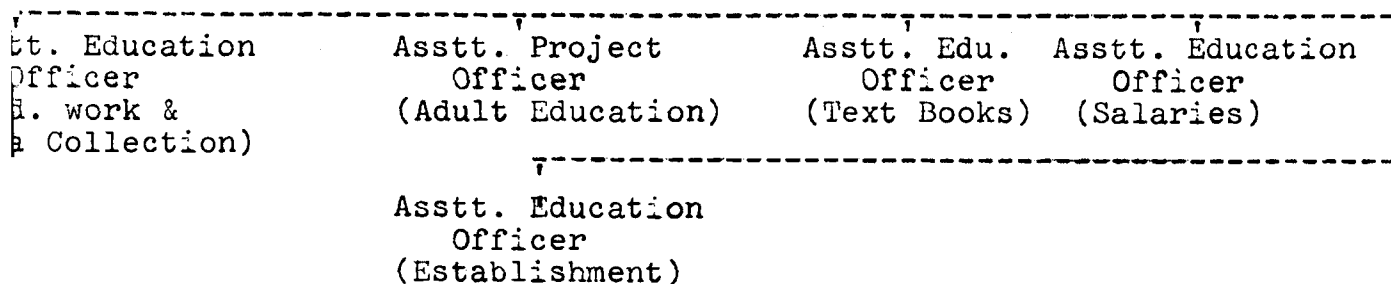 tt. Education
Officer
d. work &
a Collection)
Asstt. Project
Officer
(Adult Education)
Asstt. Edu.
Officer
(Text Books)
Asstt. Education
Officer
(Salaries)
Asstt. Education
Officer
(Establishment)